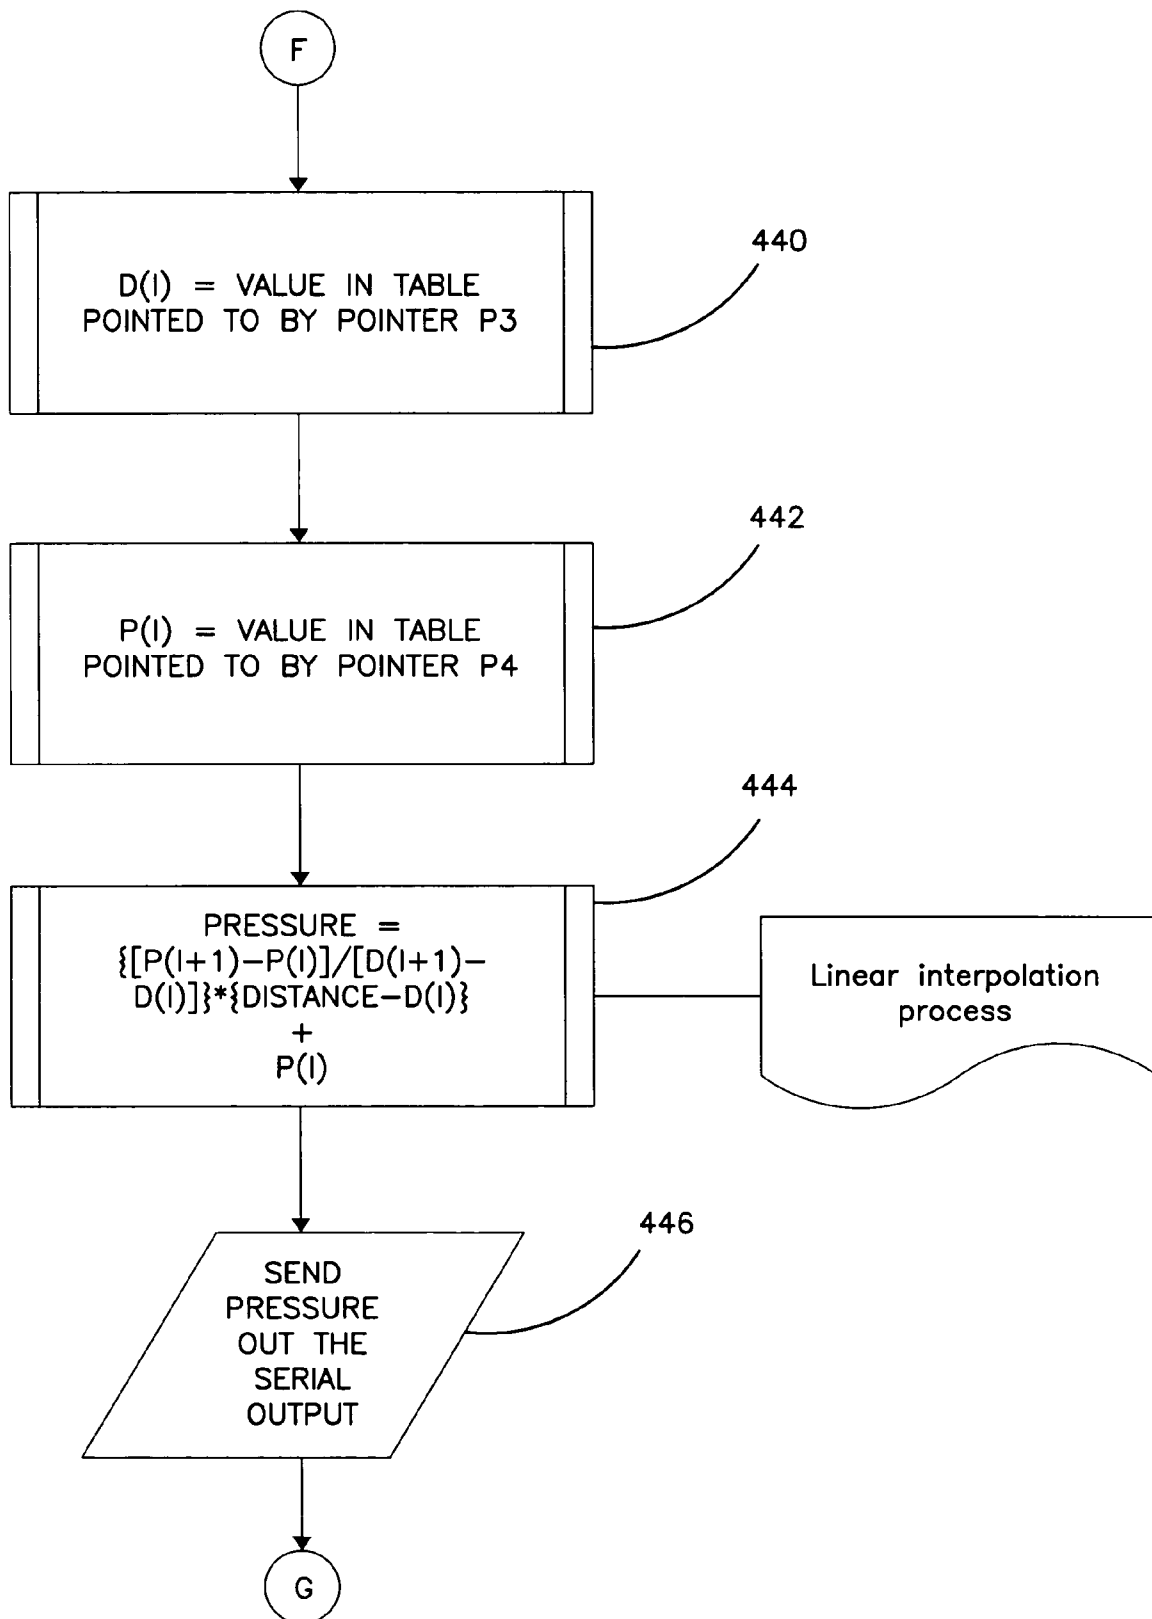 F
440
D(I) = VALUE IN TABLE
POINTED TO BY POINTER P3
442
P(I) = VALUE IN TABLE
POINTED TO BY POINTER P4
444
PRESSURE =
{[P(I+1)−P(I)]/[D(I+1)−
D(I)]}*{DISTANCE−D(I)}
+
P(I)
Linear interpolation
process
446
SEND
PRESSURE
OUT THE
SERIAL
OUTPUT
G